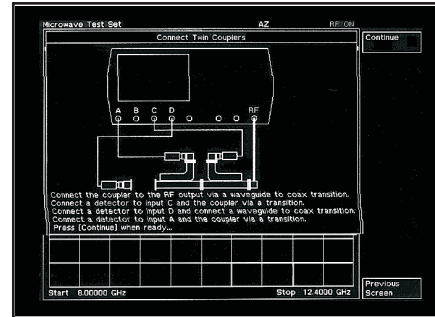 Microwave Test Set AZ RF ON
Connect Twin Couplers
Continue
A B C D RF
Connect the coupler to the RF output via a waveguide to coax transition.
Connect a detector to input C and the coupler via a transition.
Connect a detector to input D and connect a waveguide to coax transition.
Connect a detector to input A and the coupler via a transition.
Press [Continue] when ready...
Start 8.00000 GHz Stop 12.4000 GHz
Previous
Screen